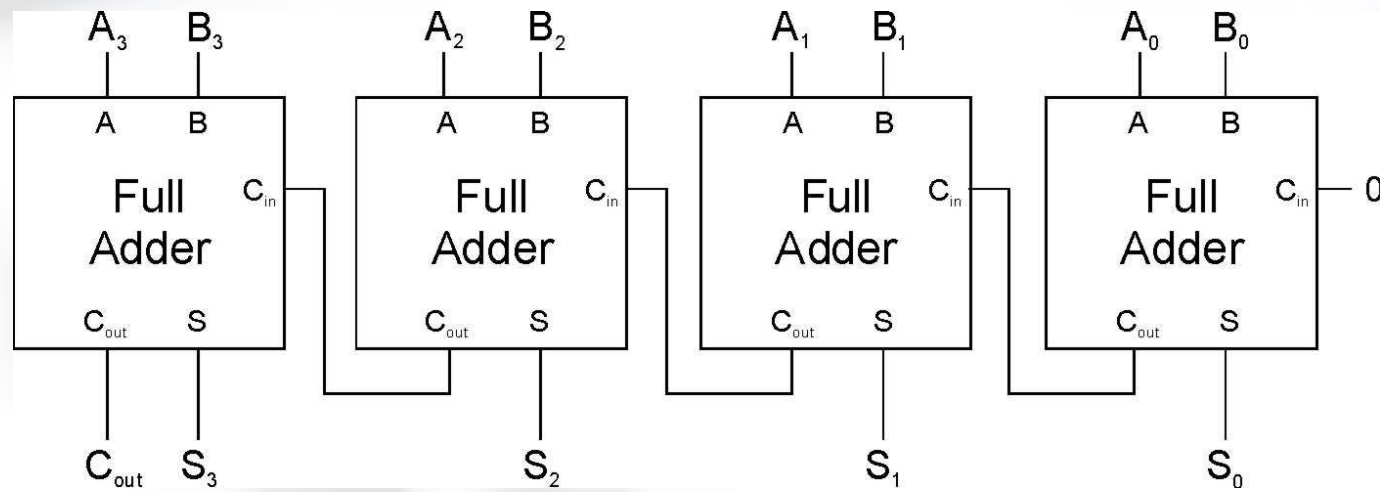 A₃ B₃ A₂ B₂ A₁ B₁ A₀ B₀
A B A B A B A B
Full Adder Cᵢₙ Full Adder Cᵢₙ Full Adder Cᵢₙ Full Adder Cᵢₙ 0
Cout S Cout S Cout S Cout S
Cout S₃ S₂ S₁ S₀